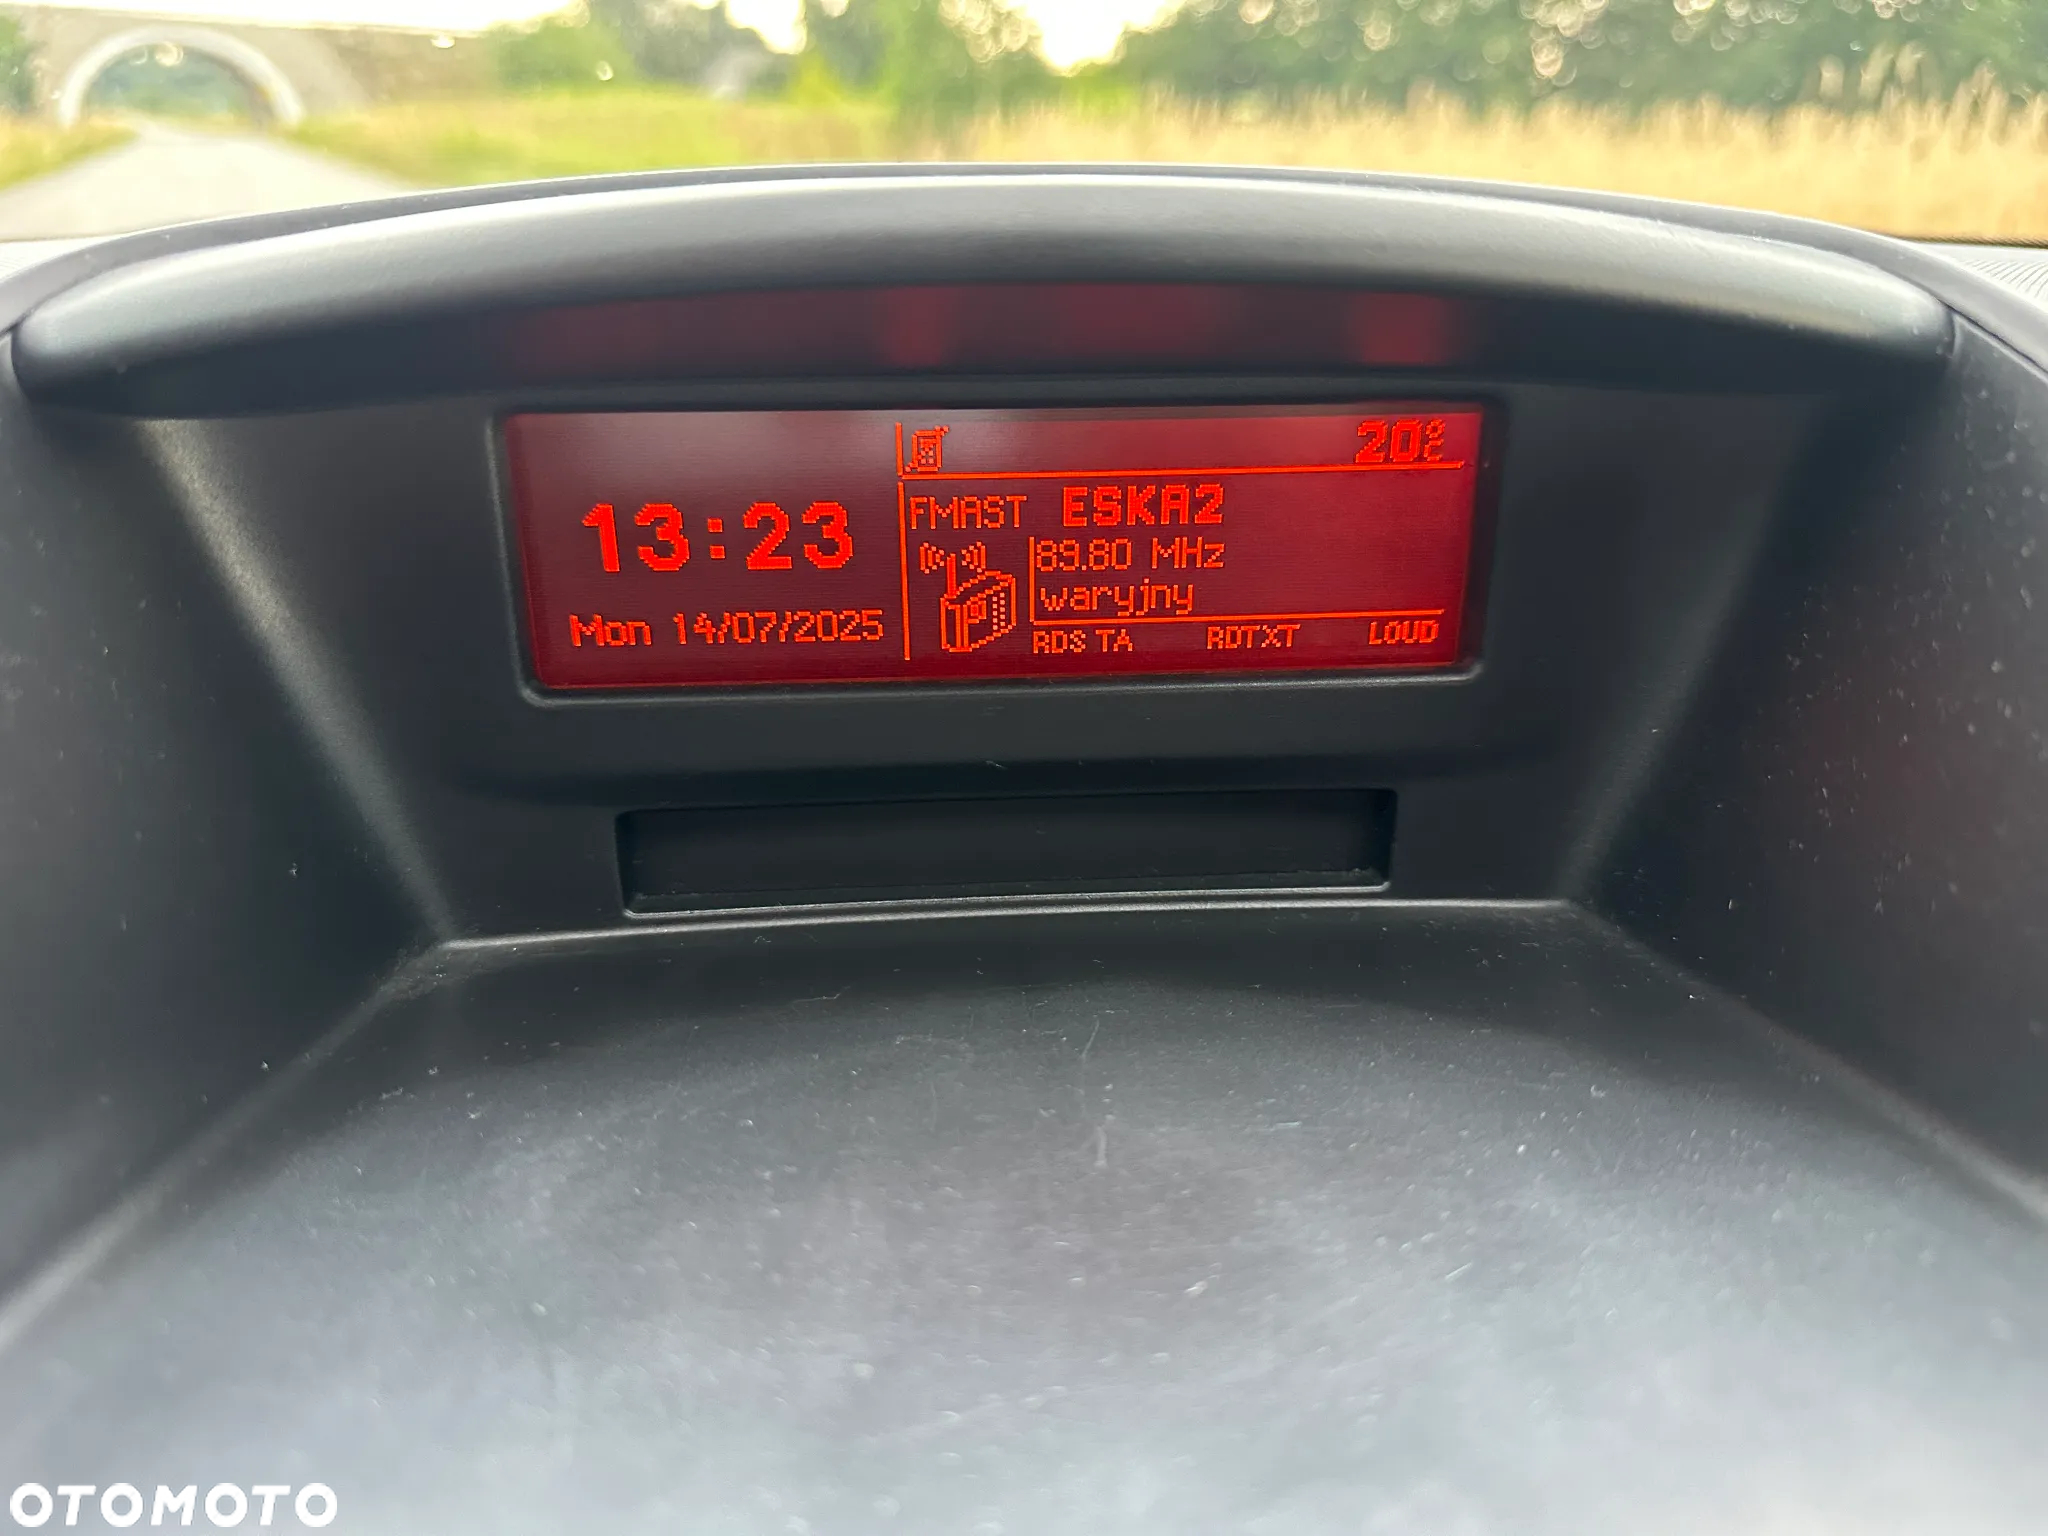 20°C
13:23
Mon 14/07/2025
FMAST ESKA2
89.80 MHz
waryjny
RDS TA RDTXT LOUD
OTOMOTO